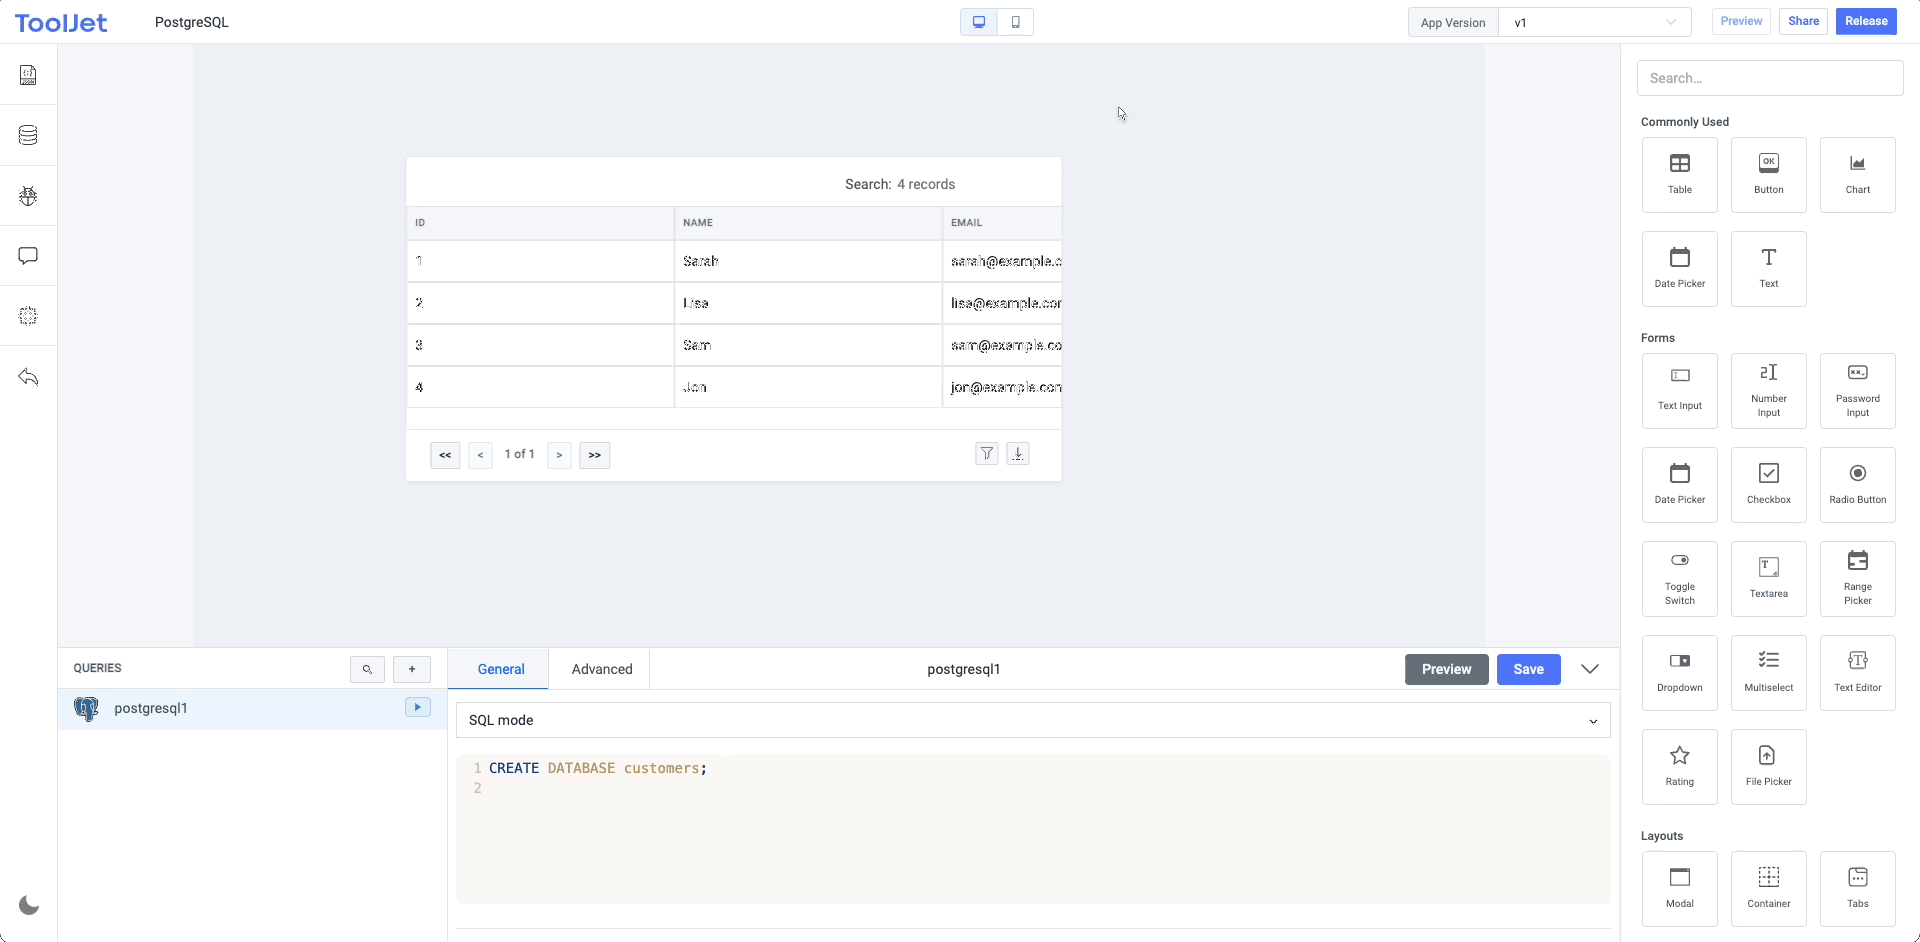 ToolJet
PostgreSQL
App Version
v1
Preview
Share
Release
Search...
Commonly Used
Table
OK
Button
Chart
Date Picker
Text
Forms
Text Input
Number
Input
Password
Input
Date Picker
Checkbox
Radio Button
Toggle
Switch
Textarea
Range
Picker
Dropdown
Multiselect
Text Editor
Rating
File Picker
Layouts
Modal
Container
Tabs
Search: 4 records
ID NAME EMAIL
1 Sarah sarah@example.c
2 Lisa lisa@example.cor
3 Sam sam@example.co
4 Jon jon@example.com
<< < 1 of 1 > >>
QUERIES
+
postgresql1
General
Advanced
postgresql1
Preview
Save
SQL mode
1 CREATE DATABASE customers;
2